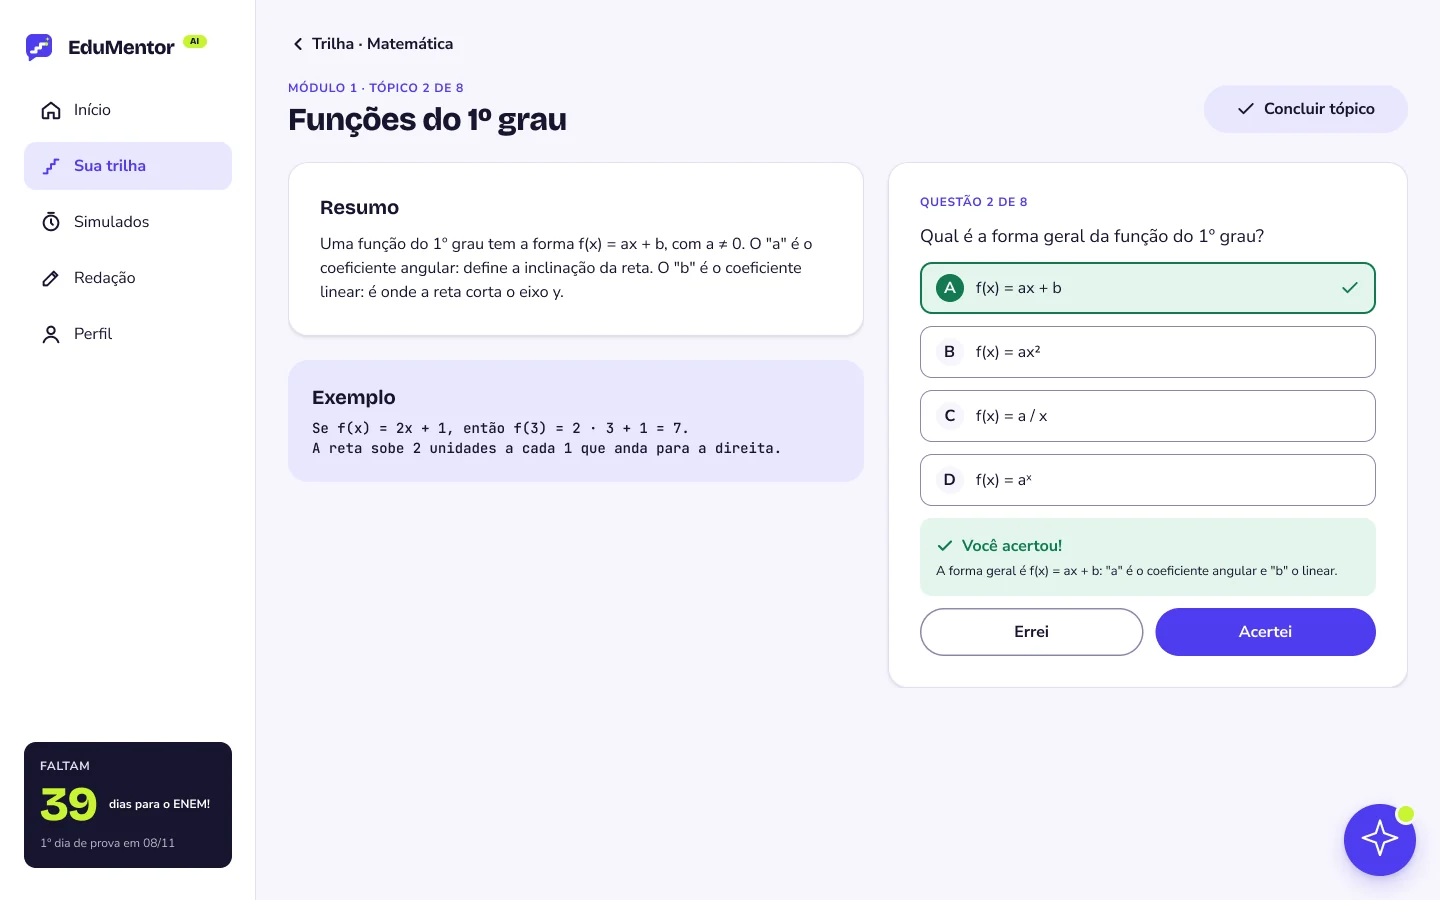 EduMentor AI
Início
Sua trilha
Simulados
Redação
Perfil
FALTAM
39 dias para o ENEM!
1º dia de prova em 08/11
Trilha · Matemática
MÓDULO 1 · TÓPICO 2 DE 8
Funções do 1º grau
Concluir tópico
Resumo
Uma função do 1º grau tem a forma f(x) = ax + b, com a ≠ 0. O "a" é o
coeficiente angular: define a inclinação da reta. O "b" é o coeficiente
linear: é onde a reta corta o eixo y.
Exemplo
Se f(x) = 2x + 1, então f(3) = 2 · 3 + 1 = 7.
A reta sobe 2 unidades a cada 1 que anda para a direita.
QUESTÃO 2 DE 8
Qual é a forma geral da função do 1º grau?
A f(x) = ax + b
B f(x) = ax²
C f(x) = a / x
D f(x) = aˣ
Você acertou!
A forma geral é f(x) = ax + b: "a" é o coeficiente angular e "b" o linear.
Errei
Acertei